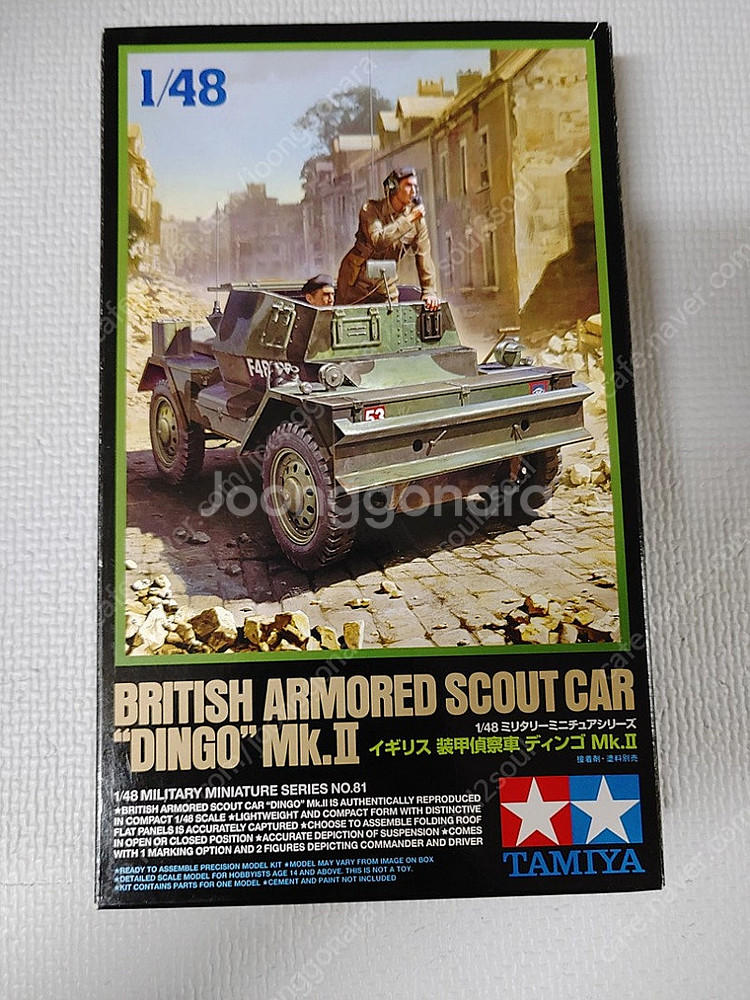 1/48
F48
53
Joonggonara
BRITISH ARMORED SCOUT CAR
"DINGO" Mk.II
1/48 ミリタリーミニチュアシリーズ
イギリス 装甲偵察車 ディンゴ Mk.II
接着剤・塗料別売
1/48 MILITARY MINIATURE SERIES NO.81
★BRITISH ARMORED SCOUT CAR "DINGO" Mk.II IS AUTHENTICALLY REPRODUCED
IN COMPACT 1/48 SCALE ★LIGHTWEIGHT AND COMPACT FORM WITH DISTINCTIVE
FLAT PANELS IS ACCURATELY CAPTURED ★CHOOSE TO ASSEMBLE FOLDING ROOF
IN OPEN OR CLOSED POSITION ★ACCURATE DEPICTION OF SUSPENSION ★COMES
WITH 1 MARKING OPTION AND 2 FIGURES DEPICTING COMMANDER AND DRIVER
★READY TO ASSEMBLE PRECISION MODEL KIT ★MODEL MAY VARY FROM IMAGE ON BOX
★DETAILED SCALE MODEL FOR HOBBYISTS AGE 14 AND ABOVE. THIS IS NOT A TOY.
★KIT CONTAINS PARTS FOR ONE MODEL ★CEMENT AND PAINT NOT INCLUDED
TAMIYA